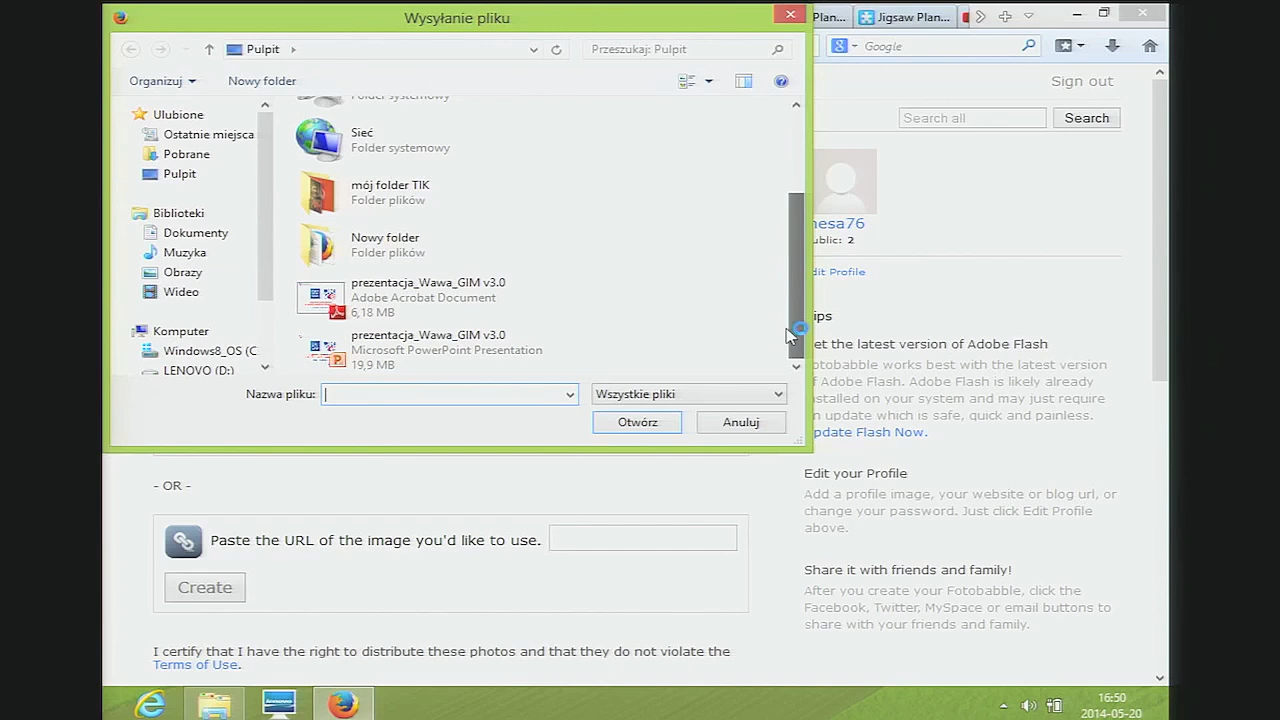 Wysyłanie pliku
Plan...
Jigsaw Plan...
Pulpit
Przeszukaj: Pulpit
Google
Organizuj
Nowy folder
Sign out
Ulubione
Ostatnie miejsca
Pobrane
Pulpit
Biblioteki
Dokumenty
Muzyka
Obrazy
Wideo
Komputer
Windows8_OS (C:
LENOVO (D:)
Folder systemowy
Sieć
Folder systemowy
mój folder TIK
Folder plików
Nowy folder
Folder plików
prezentacja_Wawa_GIM v3.0
Adobe Acrobat Document
6,18 MB
prezentacja_Wawa_GIM v3.0
Microsoft PowerPoint Presentation
19,9 MB
Nazwa pliku:
Wszystkie pliki
Otwórz
Anuluj
Search all
Search
nesa76
ublic: 2
dit Profile
ips
et the latest version of Adobe Flash
otobabble works best with the latest version
f Adobe Flash. Adobe Flash is likely already
nstalled on your system and may just require
n update which is safe, quick and painless.
pdate Flash Now.
- OR -
Paste the URL of the image you'd like to use.
Create
I certify that I have the right to distribute these photos and that they do not violate the
Terms of Use.
Edit your Profile
Add a profile image, your website or blog url, or
change your password. Just click Edit Profile
above.
Share it with friends and family!
After you create your Fotobabble, click the
Facebook, Twitter, MySpace or email buttons to
share with your friends and family.
16:50
2014-05-20